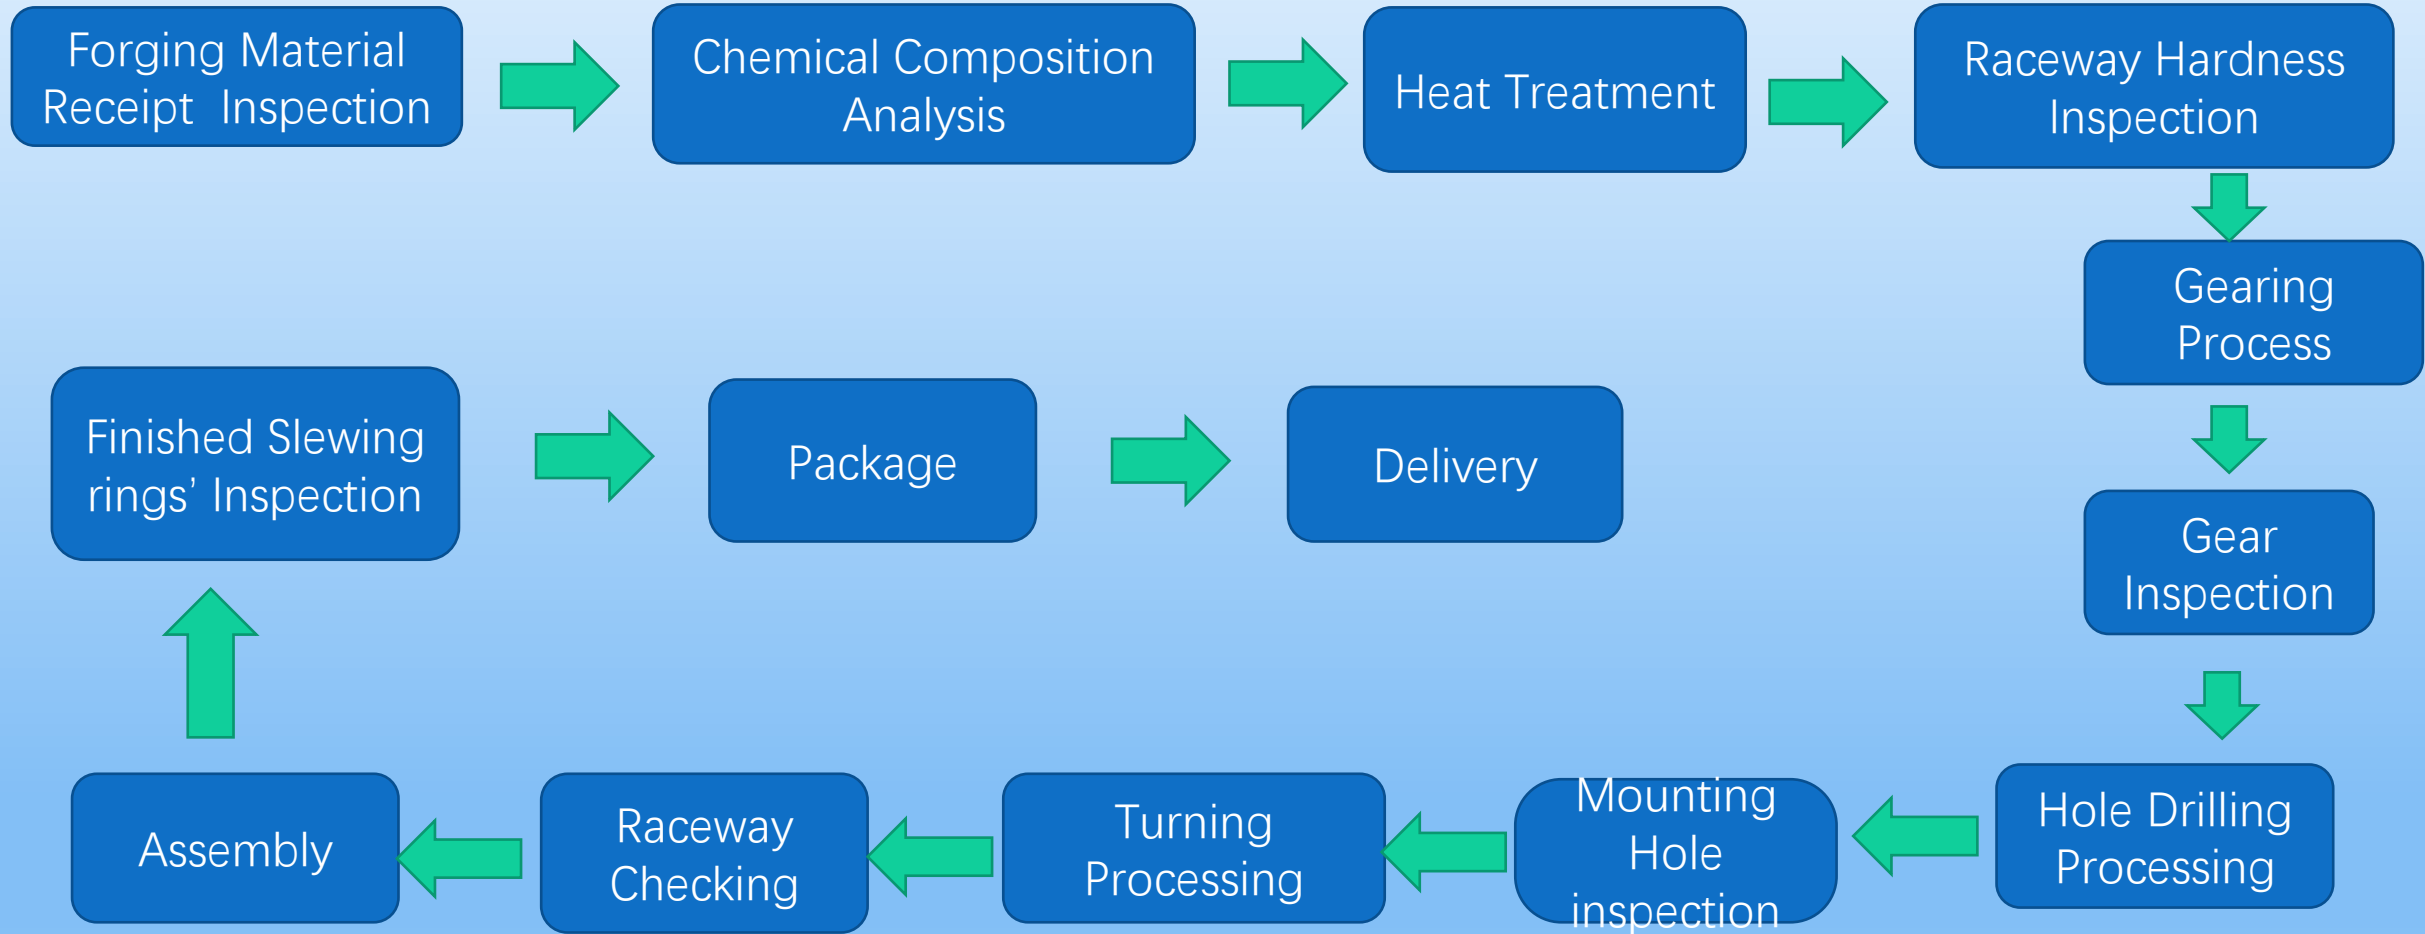 Forging Material
Receipt  Inspection
Chemical Composition
Analysis
Heat Treatment
Raceway Hardness
Inspection
Gearing
Process
Gear
Inspection
Hole Drilling
Processing
Mounting
Hole
inspection
Turning
Processing
Raceway
Checking
Assembly
Finished Slewing
rings’ Inspection
Package
Delivery